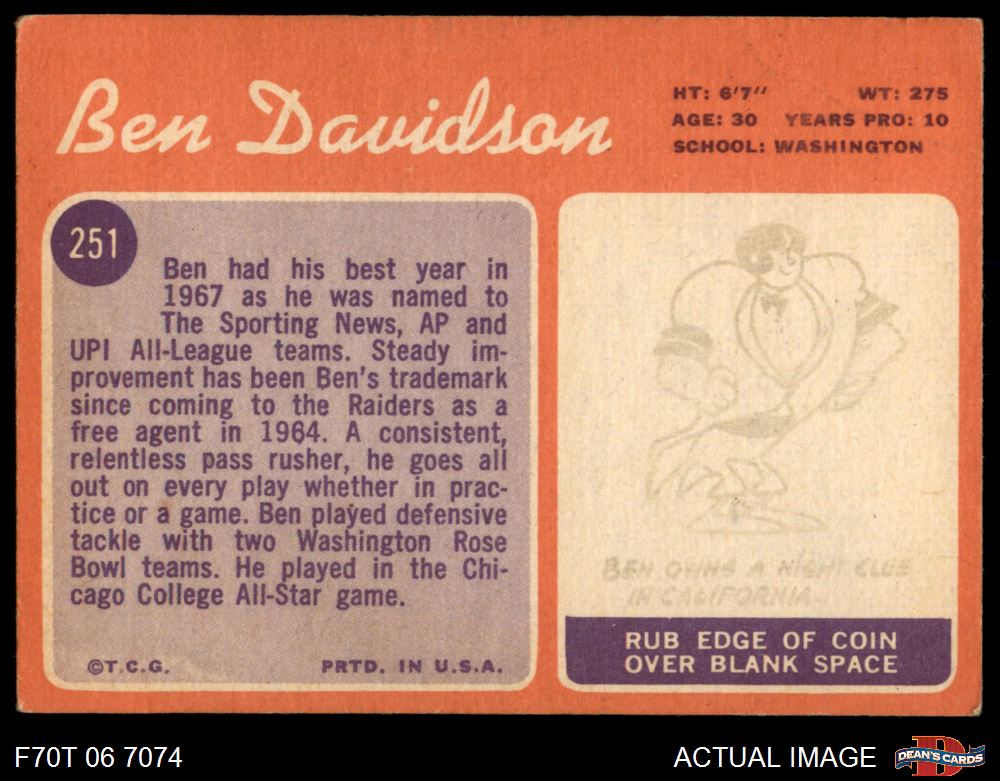 Ben Davidson
HT: 6'7" WT: 275
AGE: 30 YEARS PRO: 10
SCHOOL: WASHINGTON
251
Ben had his best year in
1967 as he was named to
The Sporting News, AP and
UPI All-League teams. Steady im-
provement has been Ben's trademark
since coming to the Raiders as a
free agent in 1964. A consistent,
relentless pass rusher, he goes all
out on every play whether in prac-
tice or a game. Ben played defensive
tackle with two Washington Rose
Bowl teams. He played in the Chi-
cago College All-Star game.
©T.C.G. PRTD. IN U.S.A.
BEN OWNS A NIGHT CLUB
IN CALIFORNIA.
RUB EDGE OF COIN
OVER BLANK SPACE
F70T 06 7074
ACTUAL IMAGE
D
DEAN'S CARDS